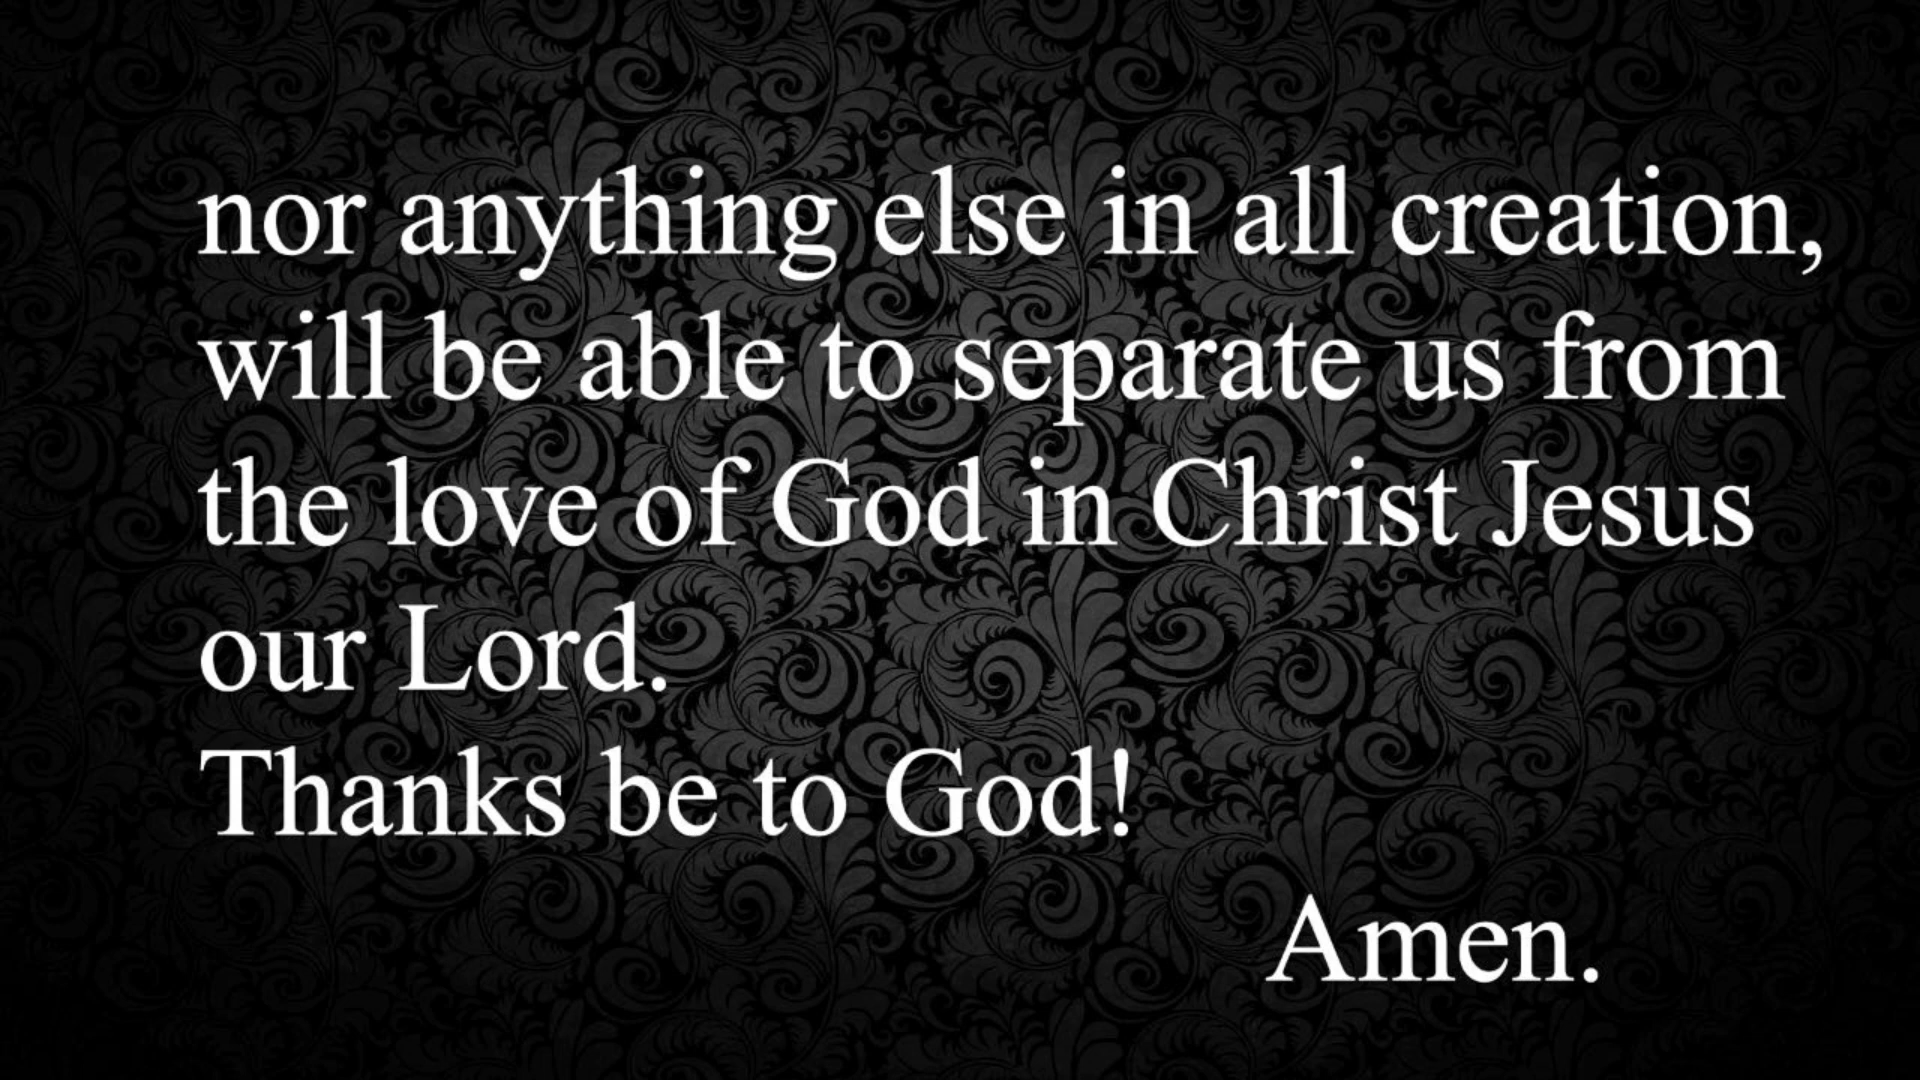 nor anything else in all creation,
will be able to separate us from
the love of God in Christ Jesus
our Lord.
Thanks be to God!
Amen.